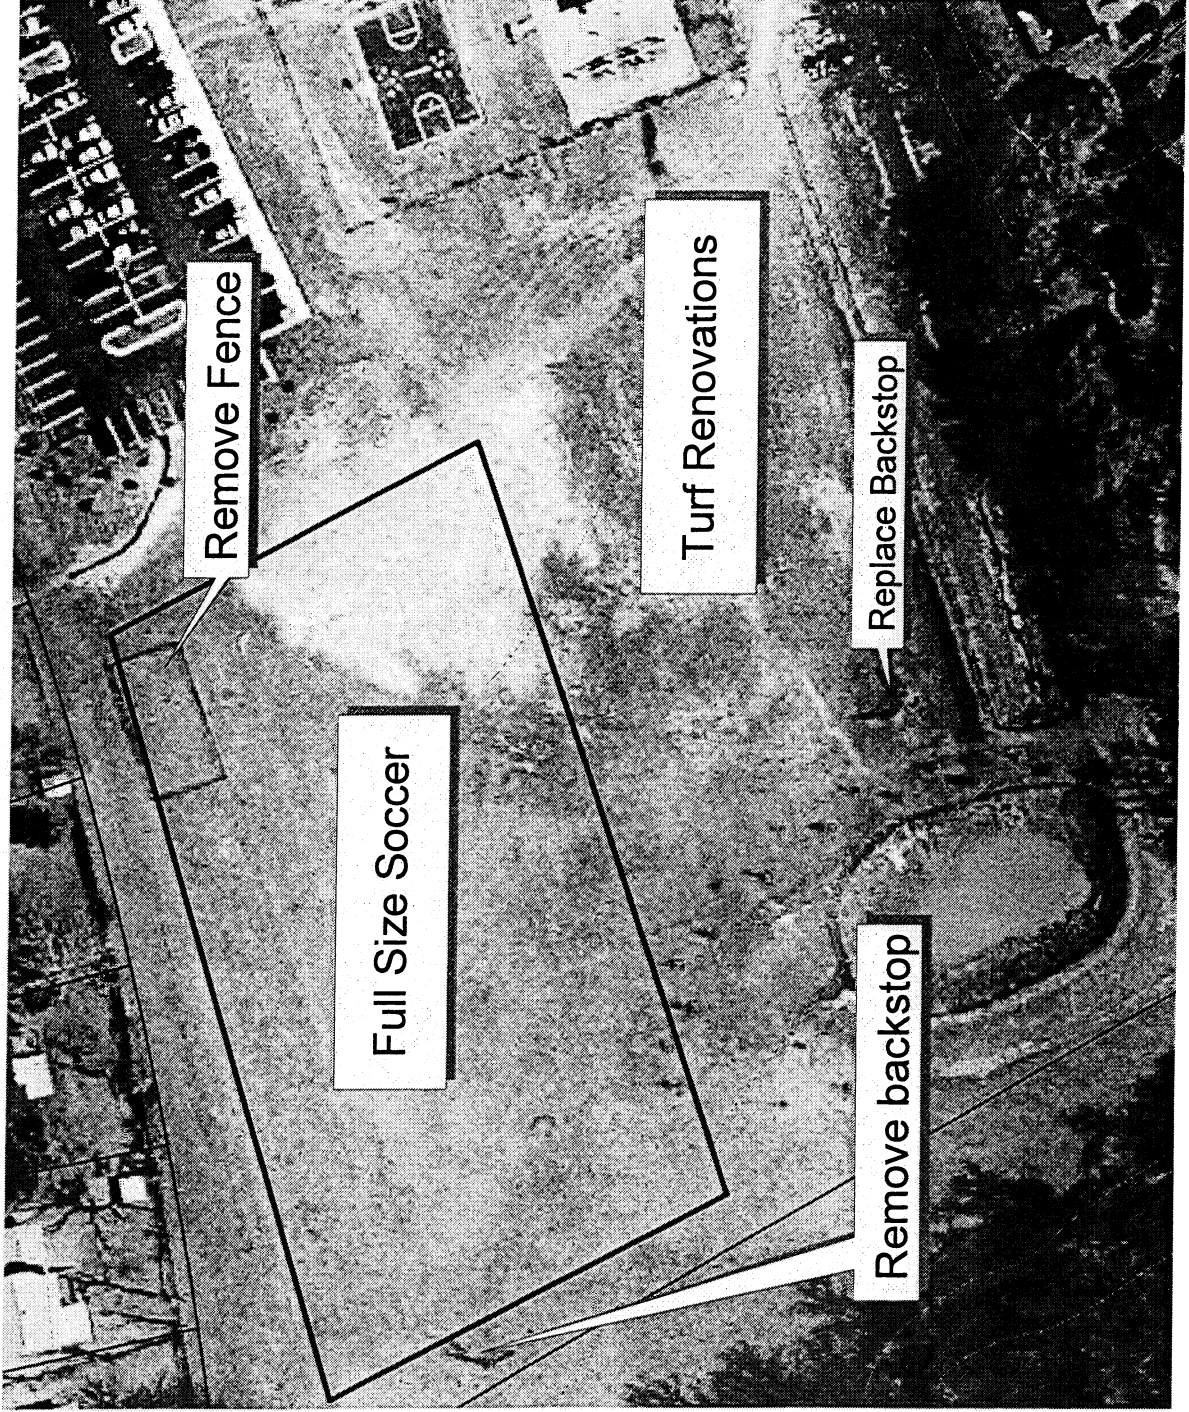 Remove Fence
Full Size Soccer
Turf Renovations
Replace Backstop
Remove backstop